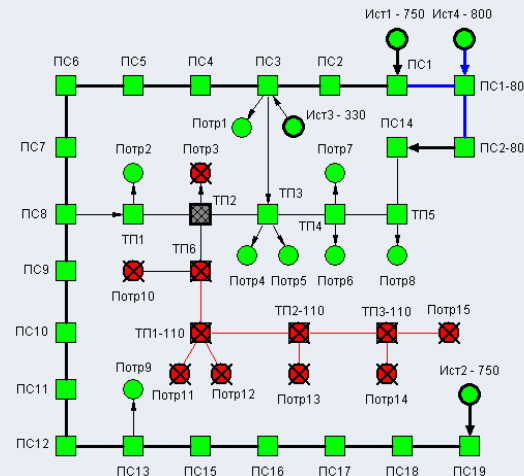 Ист1 - 750
Ист4 - 800
ПС6
ПС5
ПС4
ПС3
ПС2
ПС1
ПС1-80
Потр1
Ист3 - 330
ПС14
ПС2-80
ПС7
Потр2
Потр3
Потр7
ПС8
ТП1
ТП2
ТП3
ТП4
ТП5
ПС9
ТП6
Потр10
Потр4
Потр5
Потр6
Потр8
ПС10
ТП1-110
ТП2-110
ТП3-110
Потр15
ПС11
Потр9
Потр11
Потр12
Потр13
Потр14
Ист2 - 750
ПС12
ПС13
ПС15
ПС16
ПС17
ПС18
ПС19